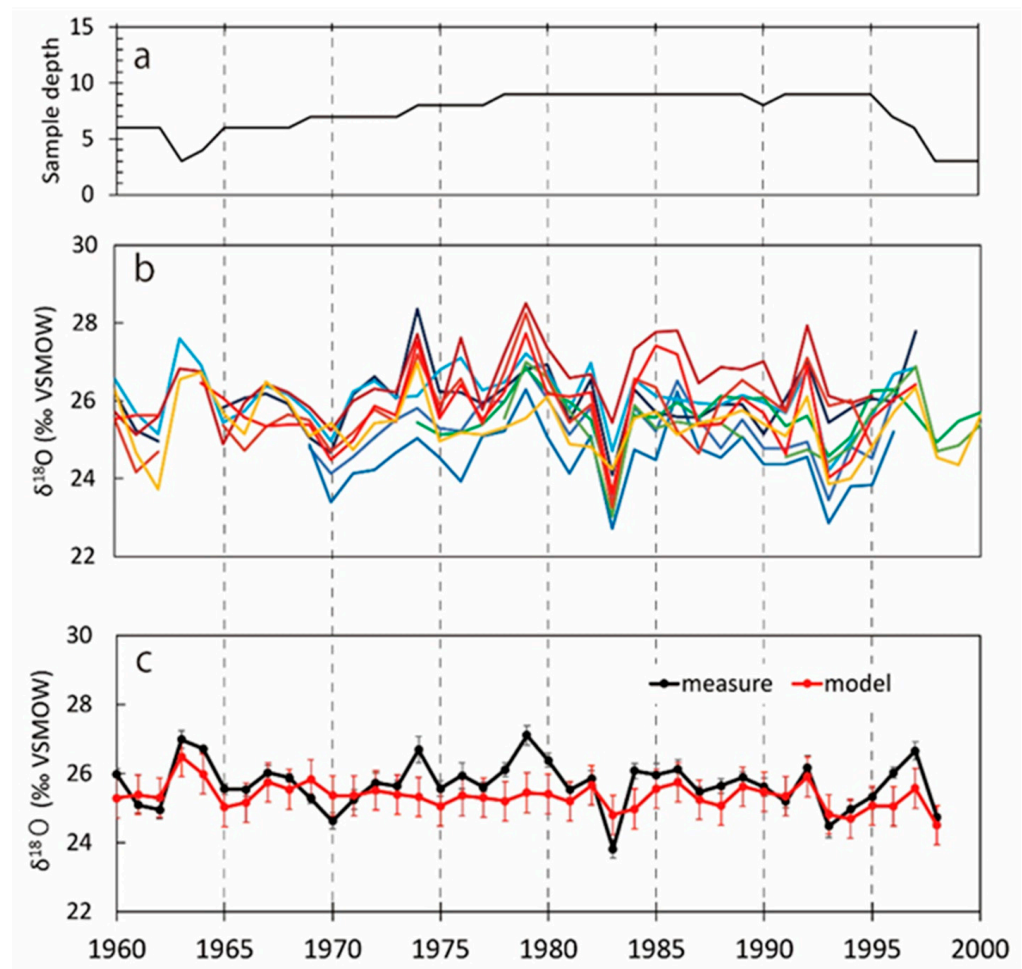 a
Sample depth
15
10
5
0
b
δ¹⁸O (‰ VSMOW)
30
28
26
24
22
c
δ¹⁸O (‰ VSMOW)
30
28
26
24
22
measure model
1960 1965 1970 1975 1980 1985 1990 1995 2000